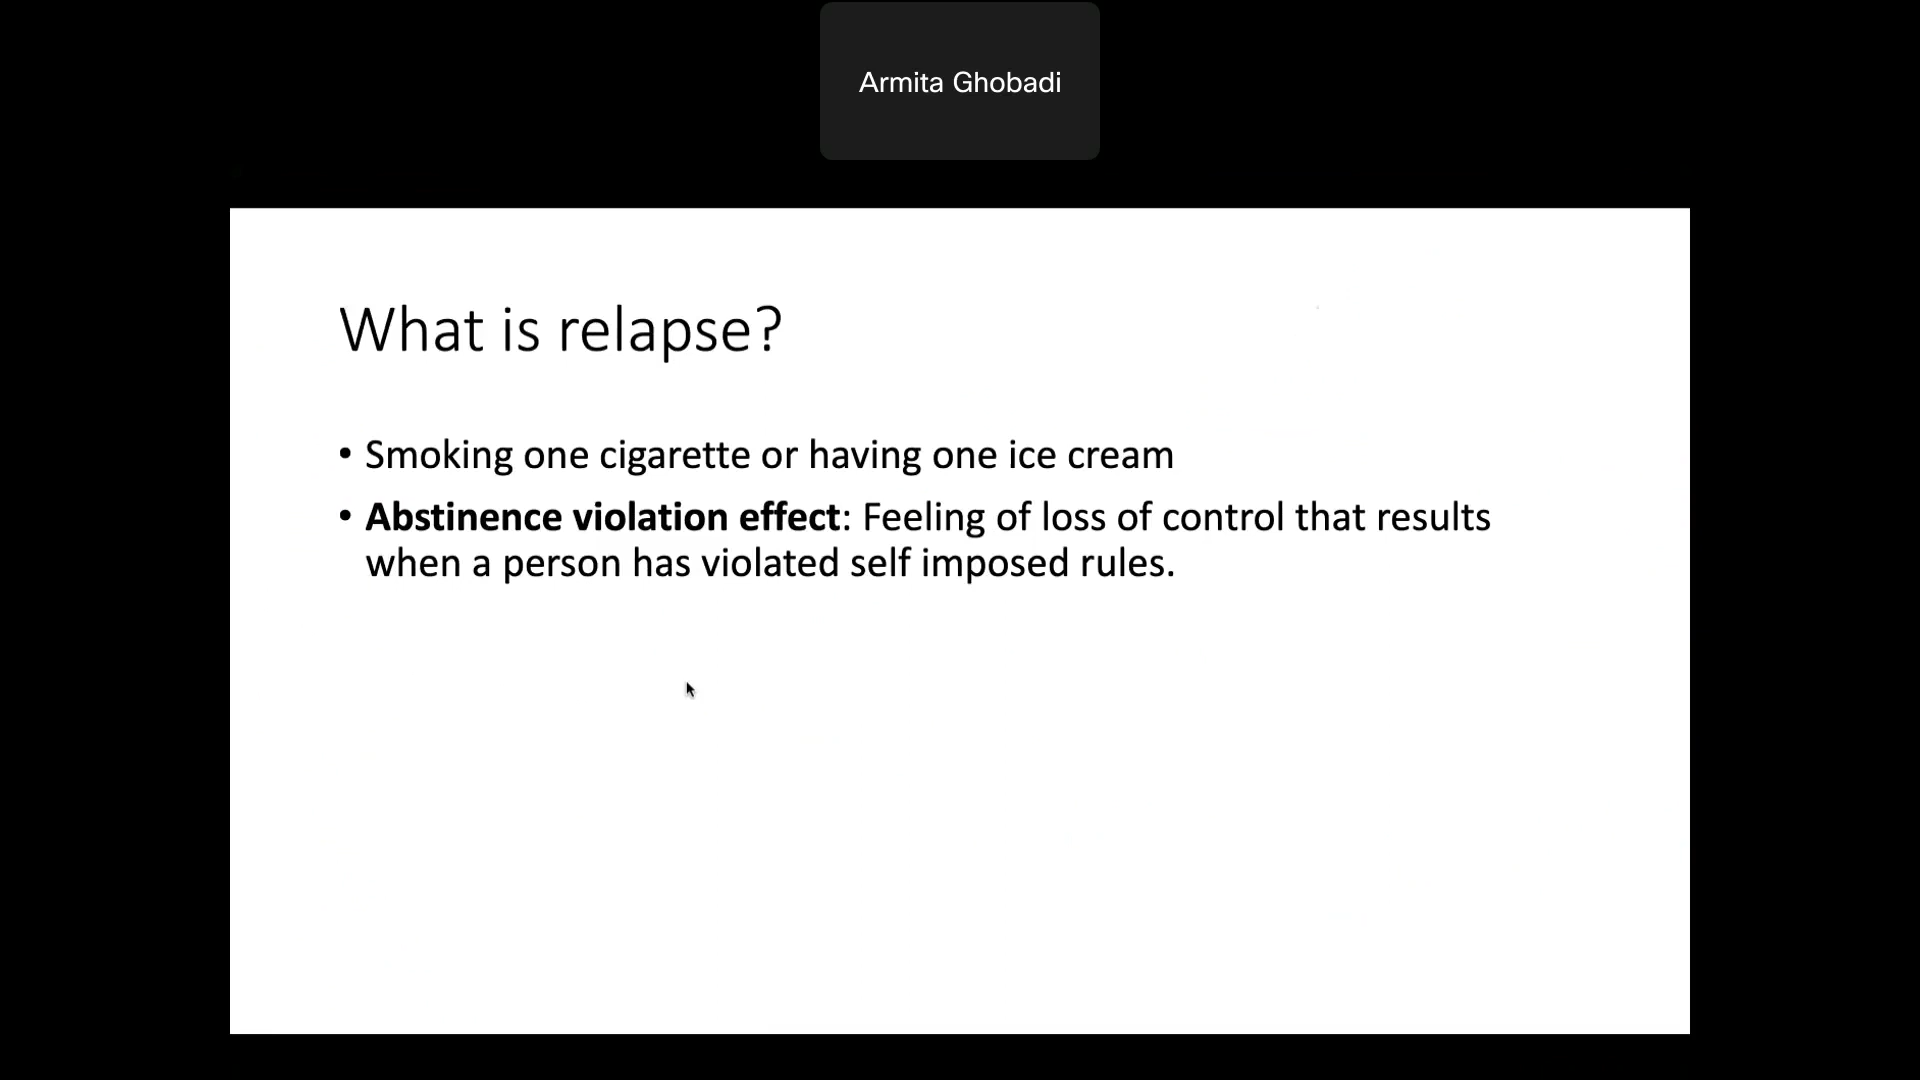 Armita Ghobadi
What is relapse?
• Smoking one cigarette or having one ice cream
• Abstinence violation effect: Feeling of loss of control that results
when a person has violated self imposed rules.